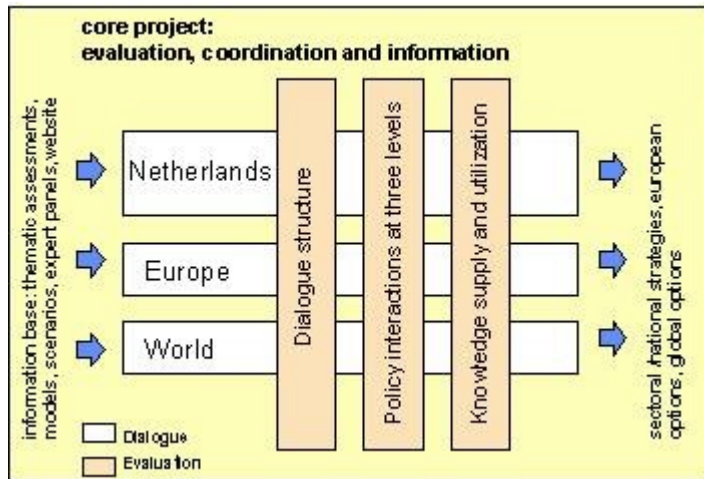 core project:
evaluation, coordination and information
information base: thematic assessments,
models, scenarios, expert panels, website
Netherlands
Europe
World
Dialogue structure
Policy interactions at three levels
Knowledge supply and utilization
sectoral /national strategies, european
options, global options
Dialogue
Evaluation